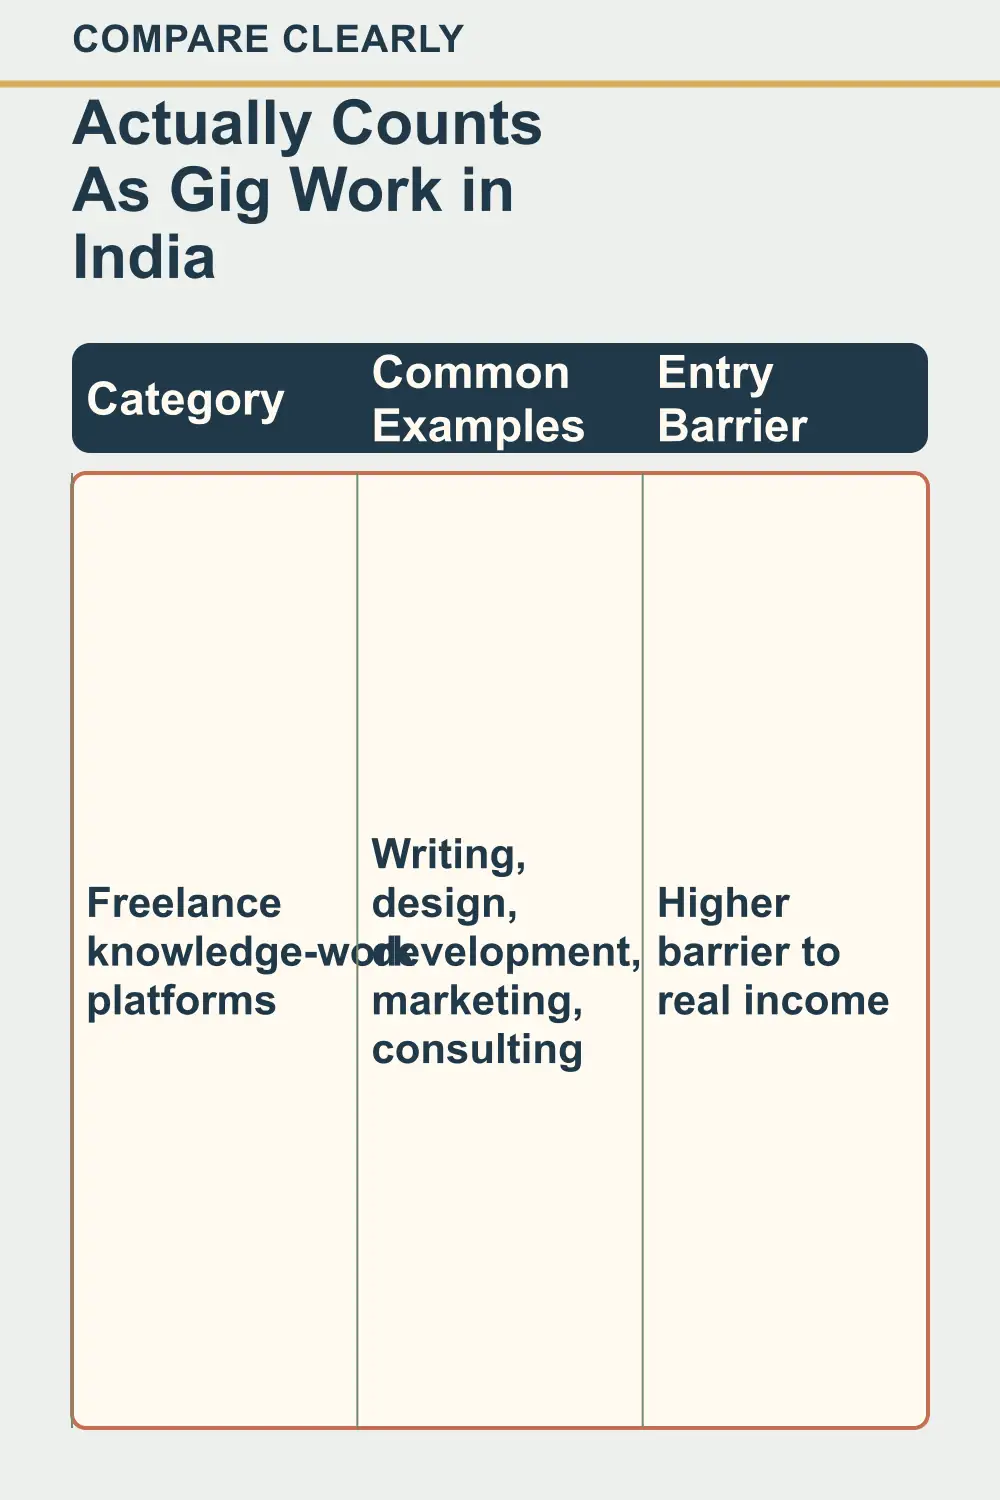 COMPARE CLEARLY
Actually Counts
As Gig Work in
India
Category
Common
Examples
Entry
Barrier
Freelance
knowledge-work
platforms
Writing,
design,
development,
marketing,
consulting
Higher
barrier to
real income